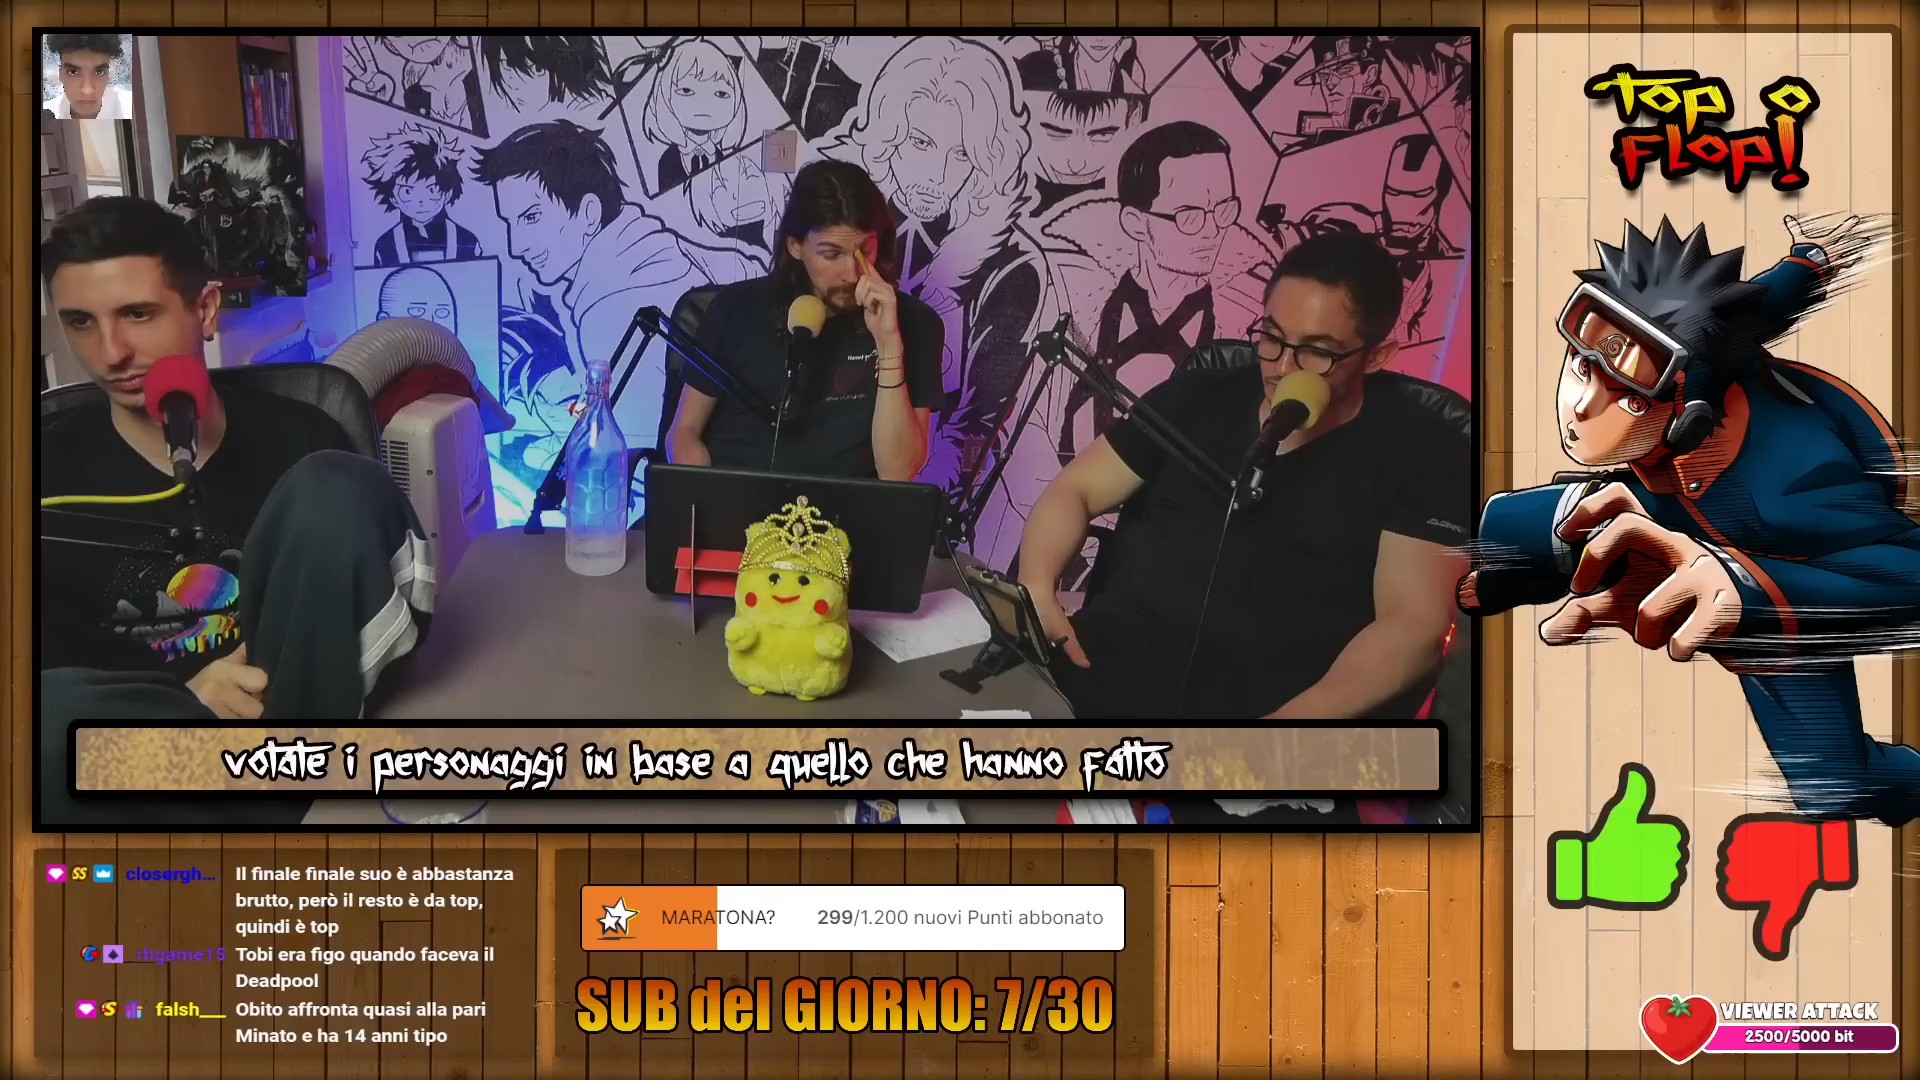 TOP O
FLOP!
votate i personaggi in base a quello che hanno fatto
closergh... Il finale finale suo è abbastanza
brutto, però il resto è da top,
quindi è top
_rhgame15 Tobi era figo quando faceva il
Deadpool
falsh___ Obito affronta quasi alla pari
Minato e ha 14 anni tipo
MARATONA? 299/1.200 nuovi Punti abbonato
SUB del GIORNO: 7/30
VIEWER ATTACK
2500/5000 bit